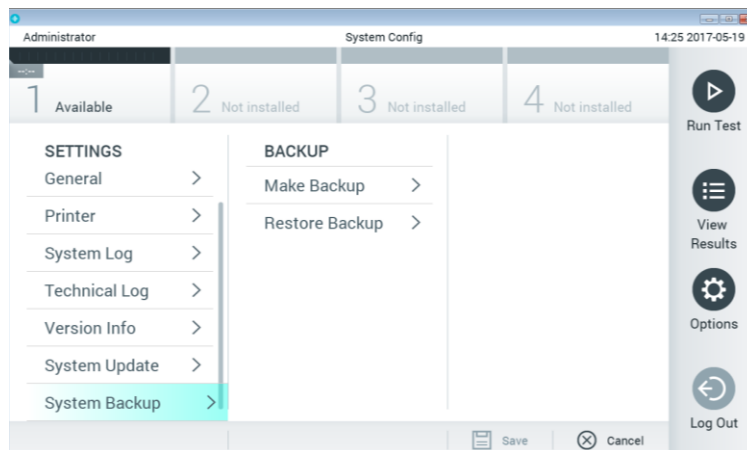 Administrator System Config 14:25 2017-05-19
--:--
1 Available 2 Not installed 3 Not installed 4 Not installed
Run Test
SETTINGS BACKUP
General > Make Backup >
Printer > Restore Backup >
View
Results
System Log >
Technical Log >
Version Info >
Options
System Update >
System Backup >
Log Out
Save Cancel